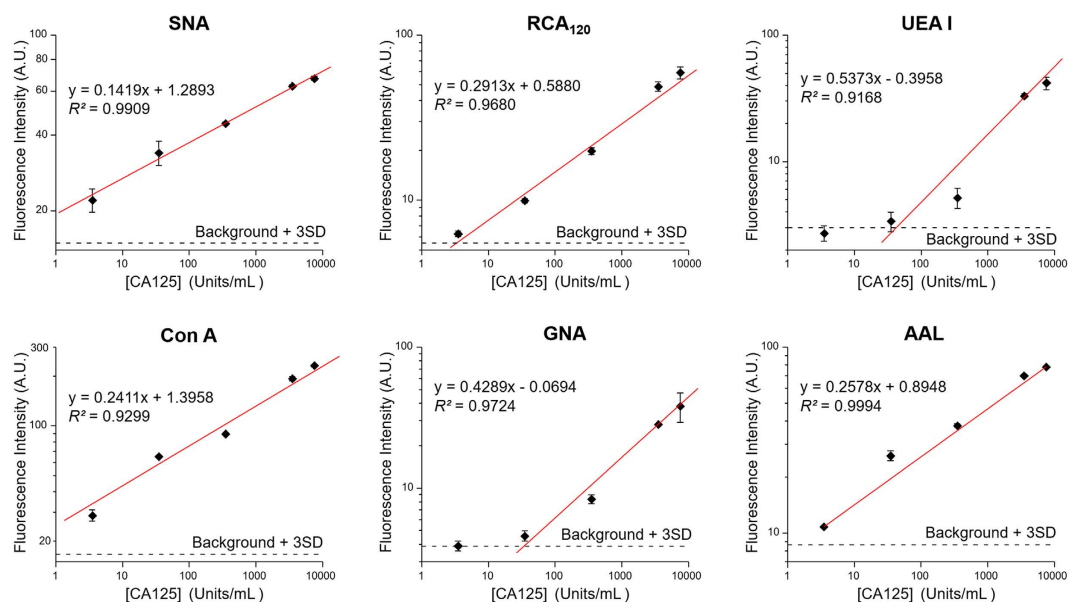 SNA
Fluorescence Intensity (A.U.)
100
80
60
40
20
y = 0.1419x + 1.2893
R² = 0.9909
Background + 3SD
1 10 100 1000 10000
[CA125] (Units/mL )
RCA₁₂₀
Fluorescence Intensity (A.U.)
100
10
y = 0.2913x + 0.5880
R² = 0.9680
Background + 3SD
1 10 100 1000 10000
[CA125] (Units/mL )
UEA I
Fluorescence Intensity (A.U.)
100
10
y = 0.5373x - 0.3958
R² = 0.9168
Background + 3SD
1 10 100 1000 10000
[CA125] (Units/mL )
Con A
Fluorescence Intensity (A.U.)
300
100
20
y = 0.2411x + 1.3958
R² = 0.9299
Background + 3SD
1 10 100 1000 10000
[CA125] (Units/mL )
GNA
Fluorescence Intensity (A.U.)
100
10
y = 0.4289x - 0.0694
R² = 0.9724
Background + 3SD
1 10 100 1000 10000
[CA125] (Units/mL )
AAL
Fluorescence Intensity (A.U.)
100
10
y = 0.2578x + 0.8948
R² = 0.9994
Background + 3SD
1 10 100 1000 10000
[CA125] (Units/mL )